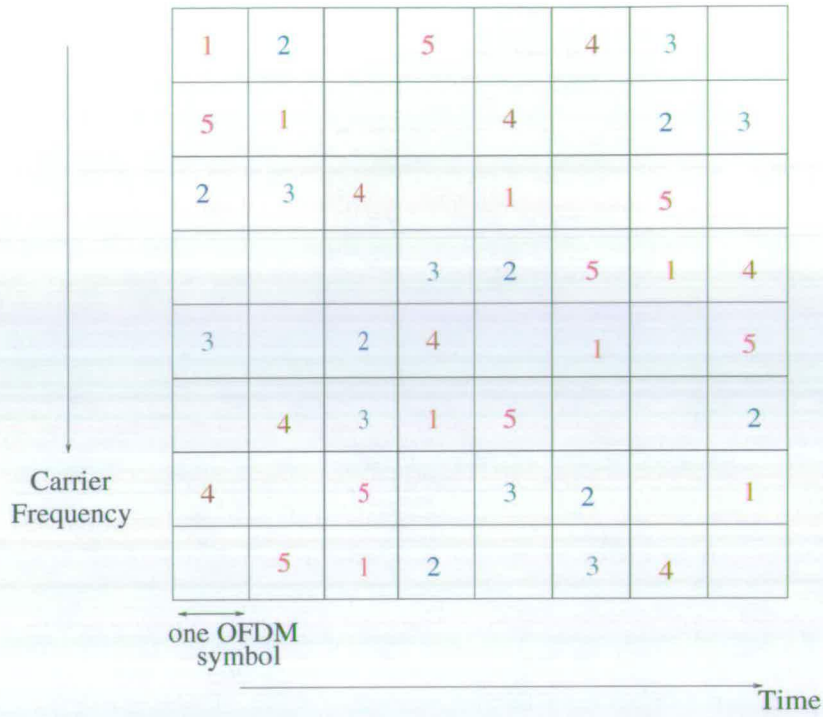 1 2 5 4 3
5 1 4 2 3
2 3 4 1 5
3 2 5 1 4
3 2 4 1 5
4 3 1 5 2
4 5 3 2 1
5 1 2 3 4
Carrier
Frequency
one OFDM
symbol
Time